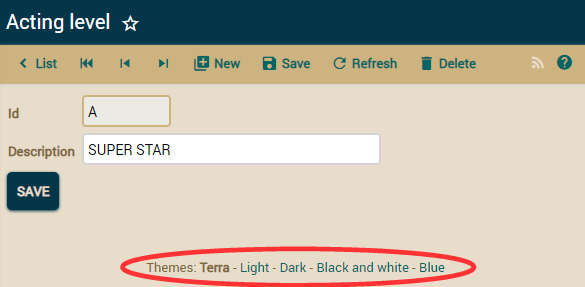 Acting level
List New Save Refresh Delete
Id A
Description SUPER STAR
SAVE
Themes: Terra - Light - Dark - Black and white - Blue